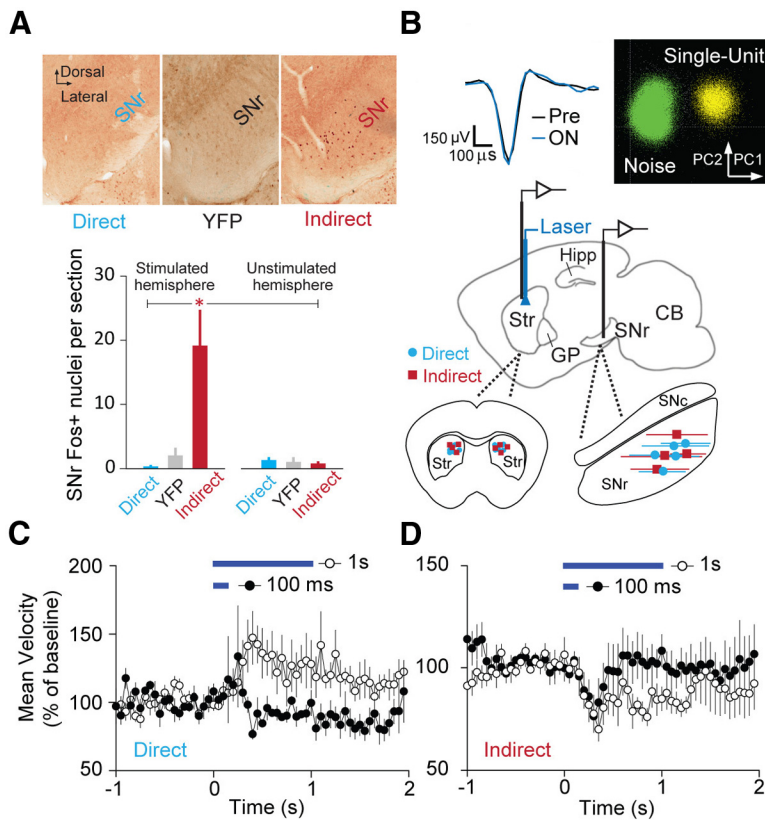 A
Dorsal
Lateral
SNr
SNr
SNr
Direct
YFP
Indirect
Stimulated
hemisphere
Unstimulated
hemisphere
*
SNr Fos+ nuclei per section
30
20
10
0
Direct
YFP
Indirect
Direct
YFP
Indirect
B
150 µV
100 µs
Pre
ON
Single-Unit
Noise
PC2
PC1
Laser
Hipp
Str
GP
SNr
CB
Direct
Indirect
Str
Str
SNc
SNr
C
1s
100 ms
Mean Velocity
(% of baseline)
200
150
100
50
Direct
-1
0
1
2
Time (s)
D
1s
100 ms
150
100
50
Indirect
-1
0
1
2
Time (s)